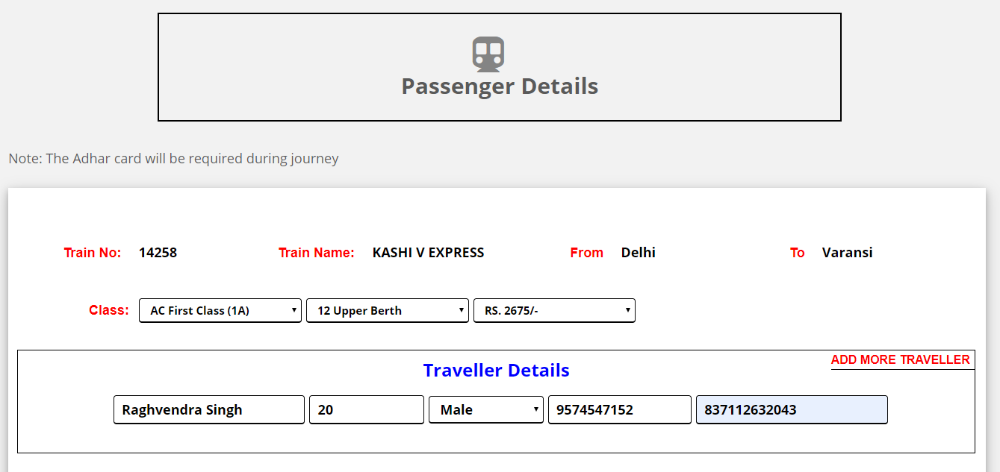 Passenger Details
Note: The Adhar card will be required during journey
Train No: 14258 Train Name: KASHI V EXPRESS From Delhi To Varansi
Class: AC First Class (1A) 12 Upper Berth RS. 2675/-
ADD MORE TRAVELLER
Traveller Details
Raghvendra Singh 20 Male 9574547152 837112632043